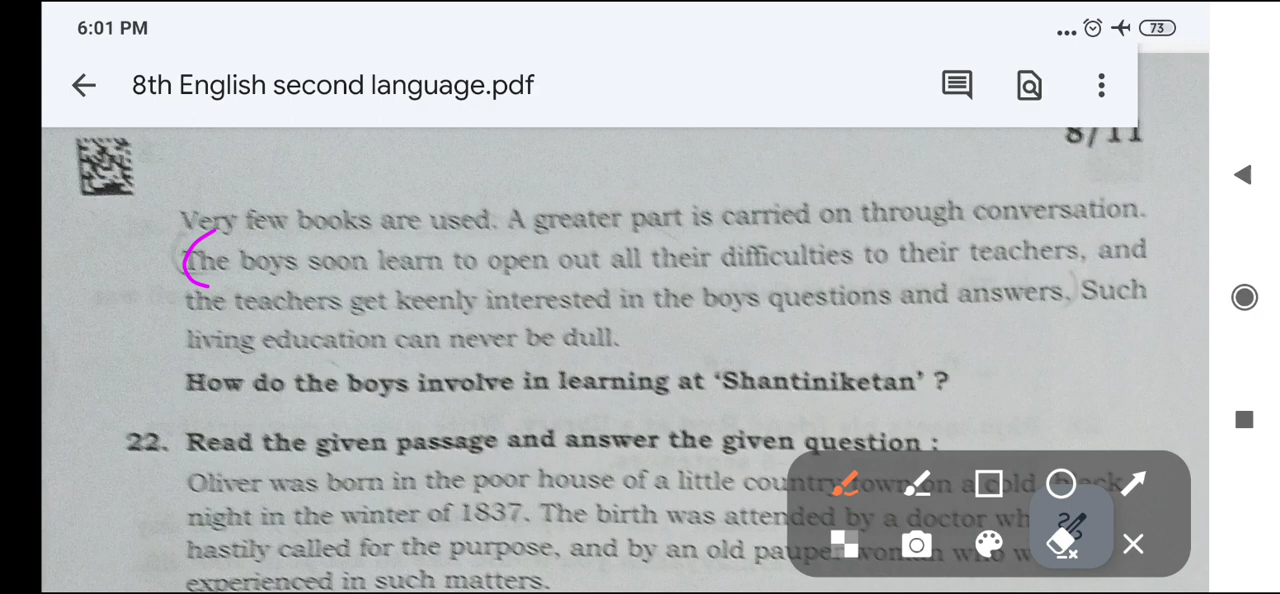 6:01 PM
73
8th English second language.pdf
8/11
Very few books are used. A greater part is carried on through conversation.
The boys soon learn to open out all their difficulties to their teachers, and
the teachers get keenly interested in the boys questions and answers. Such
living education can never be dull.
How do the boys involve in learning at ‘Shantiniketan’ ?
22. Read the given passage and answer the given question :
Oliver was born in the poor house of a little country town on a cold, black
night in the winter of 1837. The birth was attended by a doctor
hastily called for the purpose, and by an old pauper woman who
experienced in such matters.